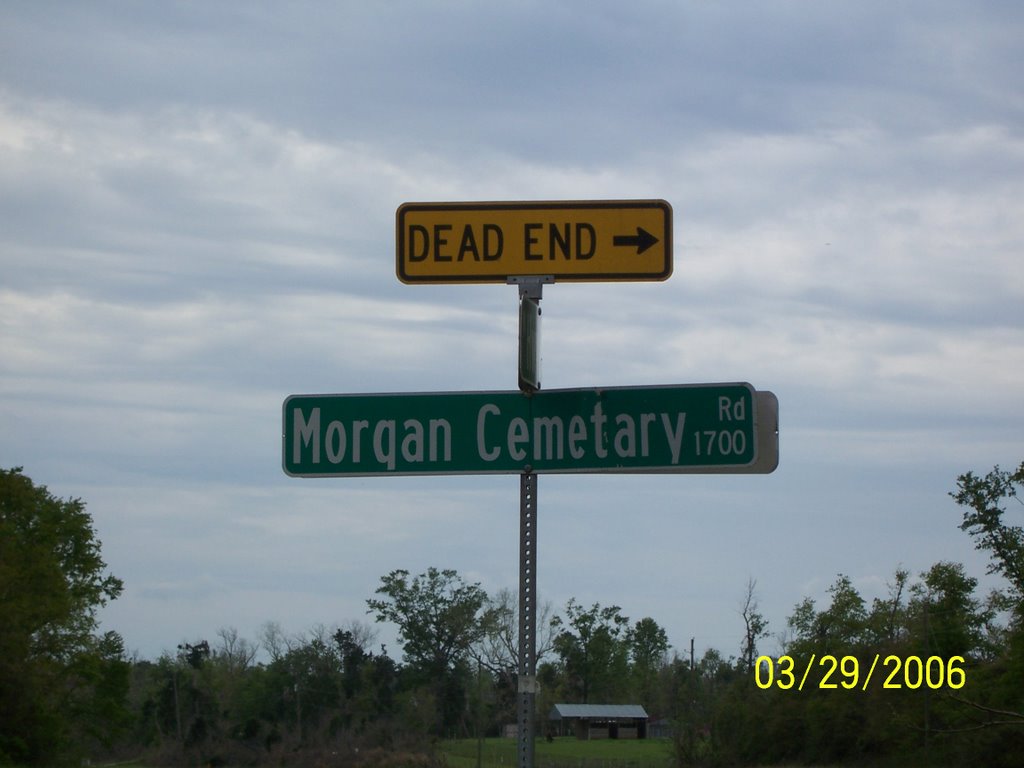 DEAD END →
Morgan Cemetary Rd
1700
03/29/2006